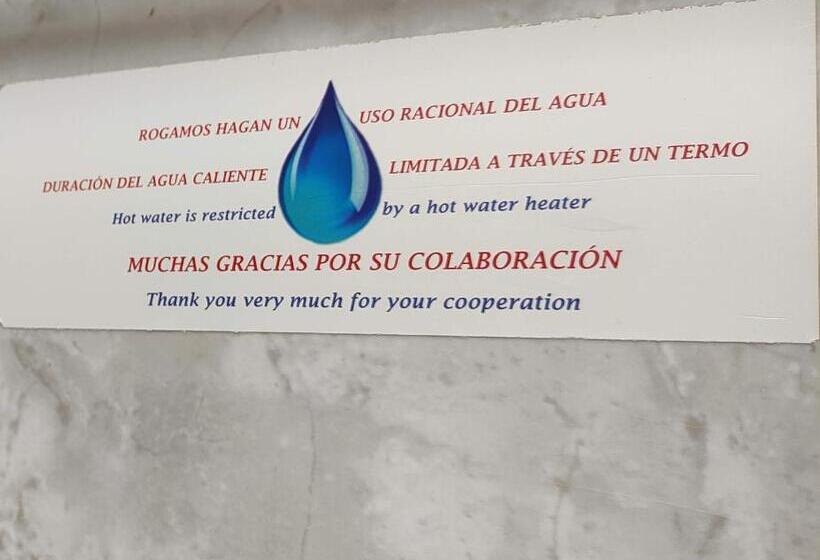 ROGAMOS HAGAN UN USO RACIONAL DEL AGUA
DURACIÓN DEL AGUA CALIENTE LIMITADA A TRAVÉS DE UN TERMO
Hot water is restricted by a hot water heater
MUCHAS GRACIAS POR SU COLABORACIÓN
Thank you very much for your cooperation